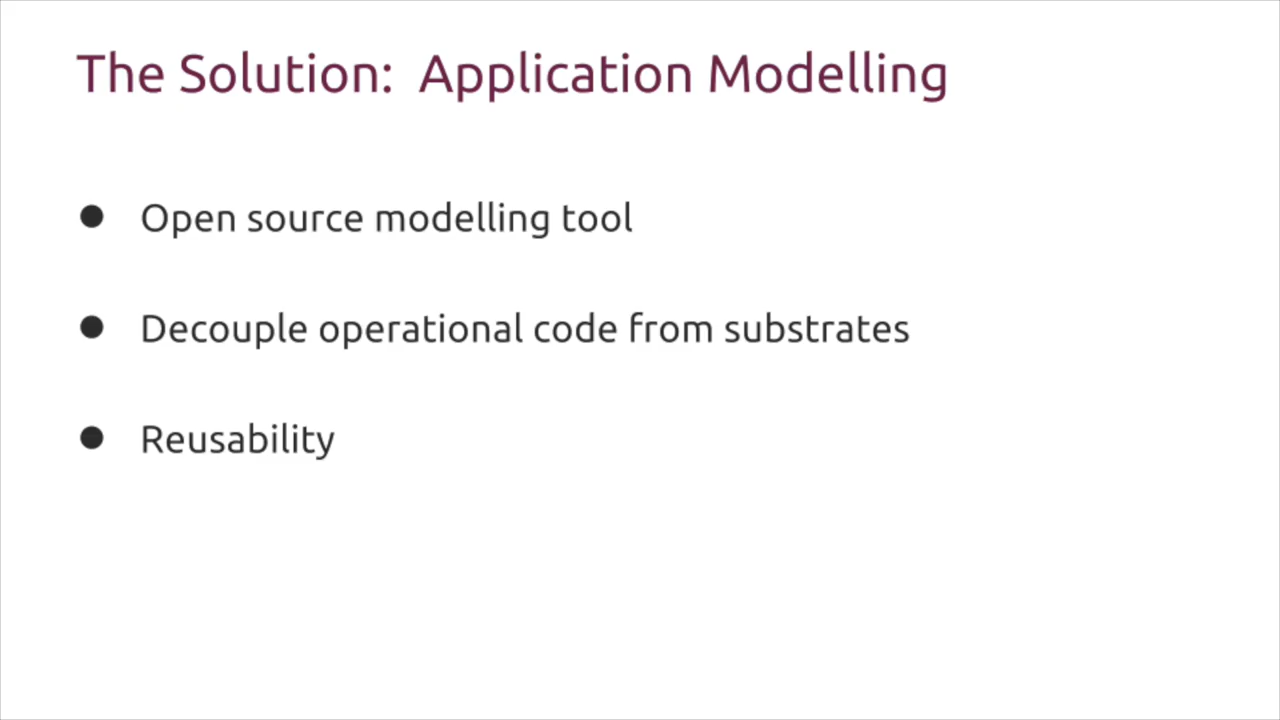 The Solution: Application Modelling
● Open source modelling tool
● Decouple operational code from substrates
● Reusability